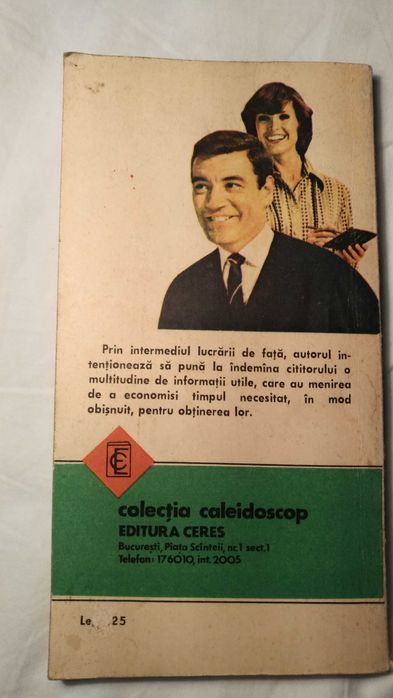 Prin intermediul lucrării de față, autorul in-
tenționează să pună la îndemîna cititorului o
multitudine de informații utile, care au menirea
de a economisi timpul necesitat, în mod
obișnuit, pentru obținerea lor.
CE
colecția caleidoscop
EDITURA CERES
București, Piața Scînteii, nr.1 sect.1
Telefon: 176010, int. 2005
25